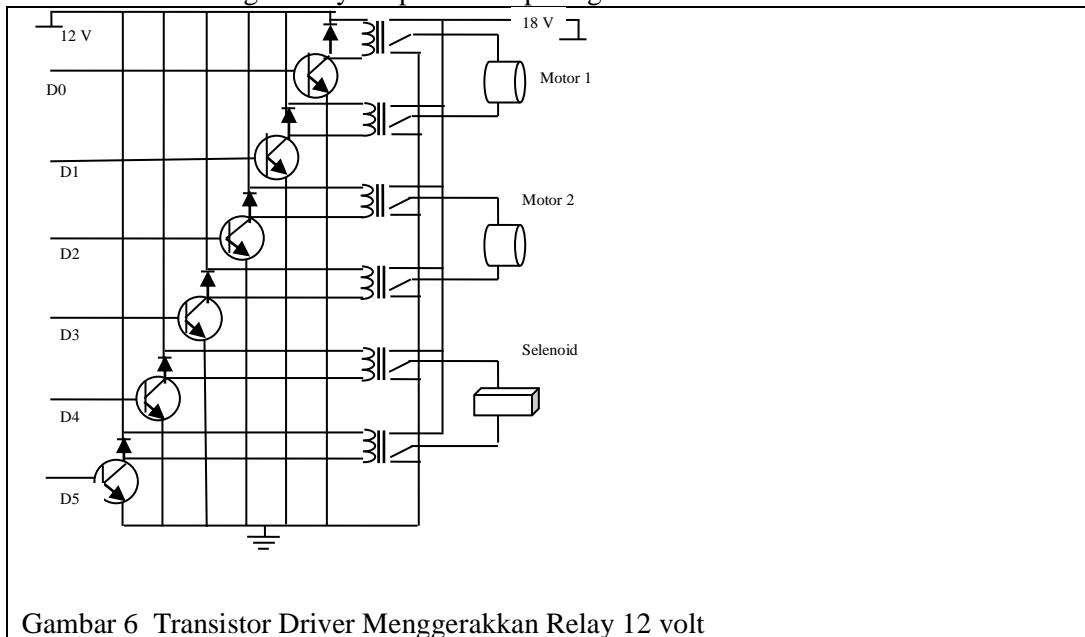 12 V
18 V
D0
Motor 1
D1
Motor 2
D2
D3
Selenoid
D4
D5
Gambar 6 Transistor Driver Menggerakkan Relay 12 volt